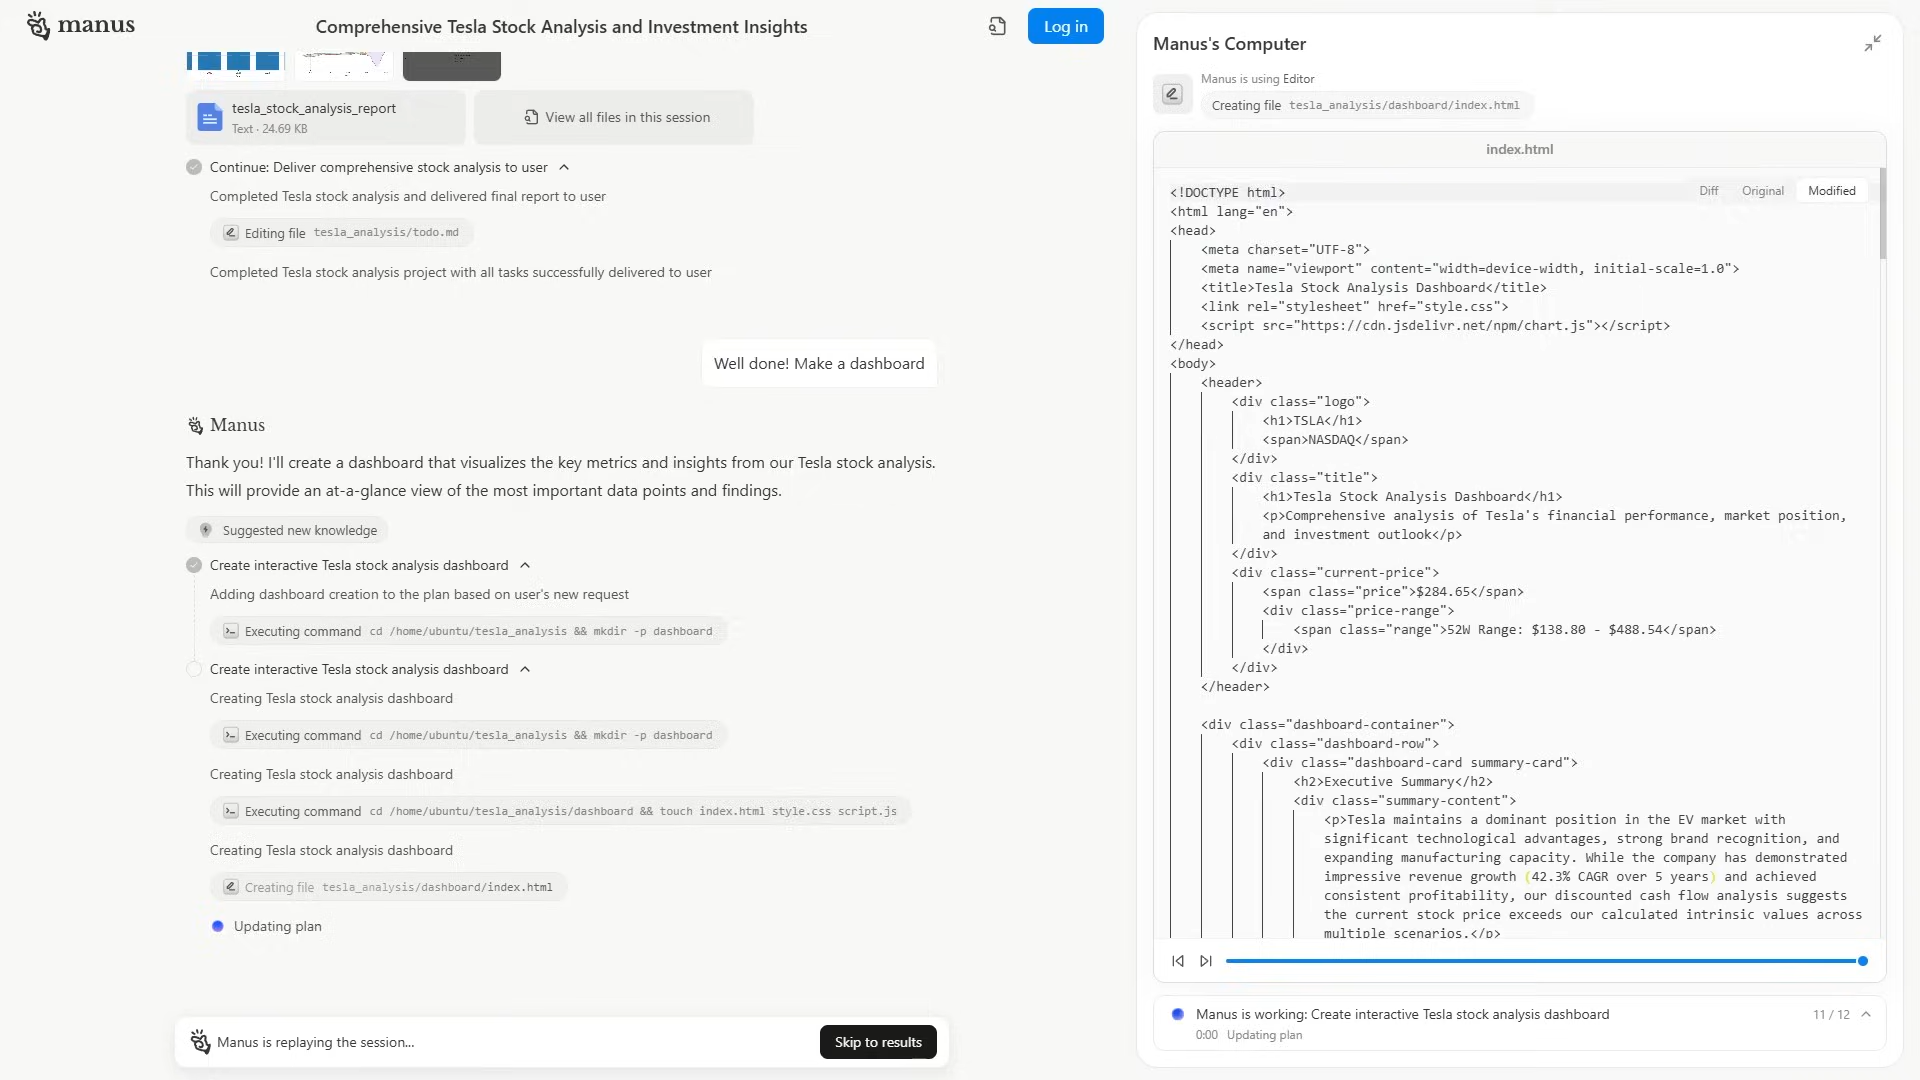 manus
Comprehensive Tesla Stock Analysis and Investment Insights
Log in
tesla_stock_analysis_report
Text · 24.69 KB
View all files in this session
Continue: Deliver comprehensive stock analysis to user
Completed Tesla stock analysis and delivered final report to user
Editing file tesla_analysis/todo.md
Completed Tesla stock analysis project with all tasks successfully delivered to user
Well done! Make a dashboard
Manus
Thank you! I'll create a dashboard that visualizes the key metrics and insights from our Tesla stock analysis.
This will provide an at-a-glance view of the most important data points and findings.
Suggested new knowledge
Create interactive Tesla stock analysis dashboard
Adding dashboard creation to the plan based on user's new request
Executing command cd /home/ubuntu/tesla_analysis && mkdir -p dashboard
Create interactive Tesla stock analysis dashboard
Creating Tesla stock analysis dashboard
Executing command cd /home/ubuntu/tesla_analysis && mkdir -p dashboard
Creating Tesla stock analysis dashboard
Executing command cd /home/ubuntu/tesla_analysis/dashboard && touch index.html style.css script.js
Creating Tesla stock analysis dashboard
Creating file tesla_analysis/dashboard/index.html
Updating plan
Manus is replaying the session...
Skip to results
Manus's Computer
Manus is using Editor
Creating file tesla_analysis/dashboard/index.html
index.html
Diff Original Modified
<!DOCTYPE html>
<html lang="en">
<head>
<meta charset="UTF-8">
<meta name="viewport" content="width=device-width, initial-scale=1.0">
<title>Tesla Stock Analysis Dashboard</title>
<link rel="stylesheet" href="style.css">
<script src="https://cdn.jsdelivr.net/npm/chart.js"></script>
</head>
<body>
<header>
<div class="logo">
<h1>TSLA</h1>
<span>NASDAQ</span>
</div>
<div class="title">
<h1>Tesla Stock Analysis Dashboard</h1>
<p>Comprehensive analysis of Tesla's financial performance, market position,
and investment outlook</p>
</div>
<div class="current-price">
<span class="price">$284.65</span>
<div class="price-range">
<span class="range">52W Range: $138.80 - $488.54</span>
</div>
</div>
</header>
<div class="dashboard-container">
<div class="dashboard-row">
<div class="dashboard-card summary-card">
<h2>Executive Summary</h2>
<div class="summary-content">
<p>Tesla maintains a dominant position in the EV market with
significant technological advantages, strong brand recognition, and
expanding manufacturing capacity. While the company has demonstrated
impressive revenue growth (42.3% CAGR over 5 years) and achieved
consistent profitability, our discounted cash flow analysis suggests
the current stock price exceeds our calculated intrinsic values across
multiple scenarios.</p>
Manus is working: Create interactive Tesla stock analysis dashboard
11 / 12
0:00 Updating plan